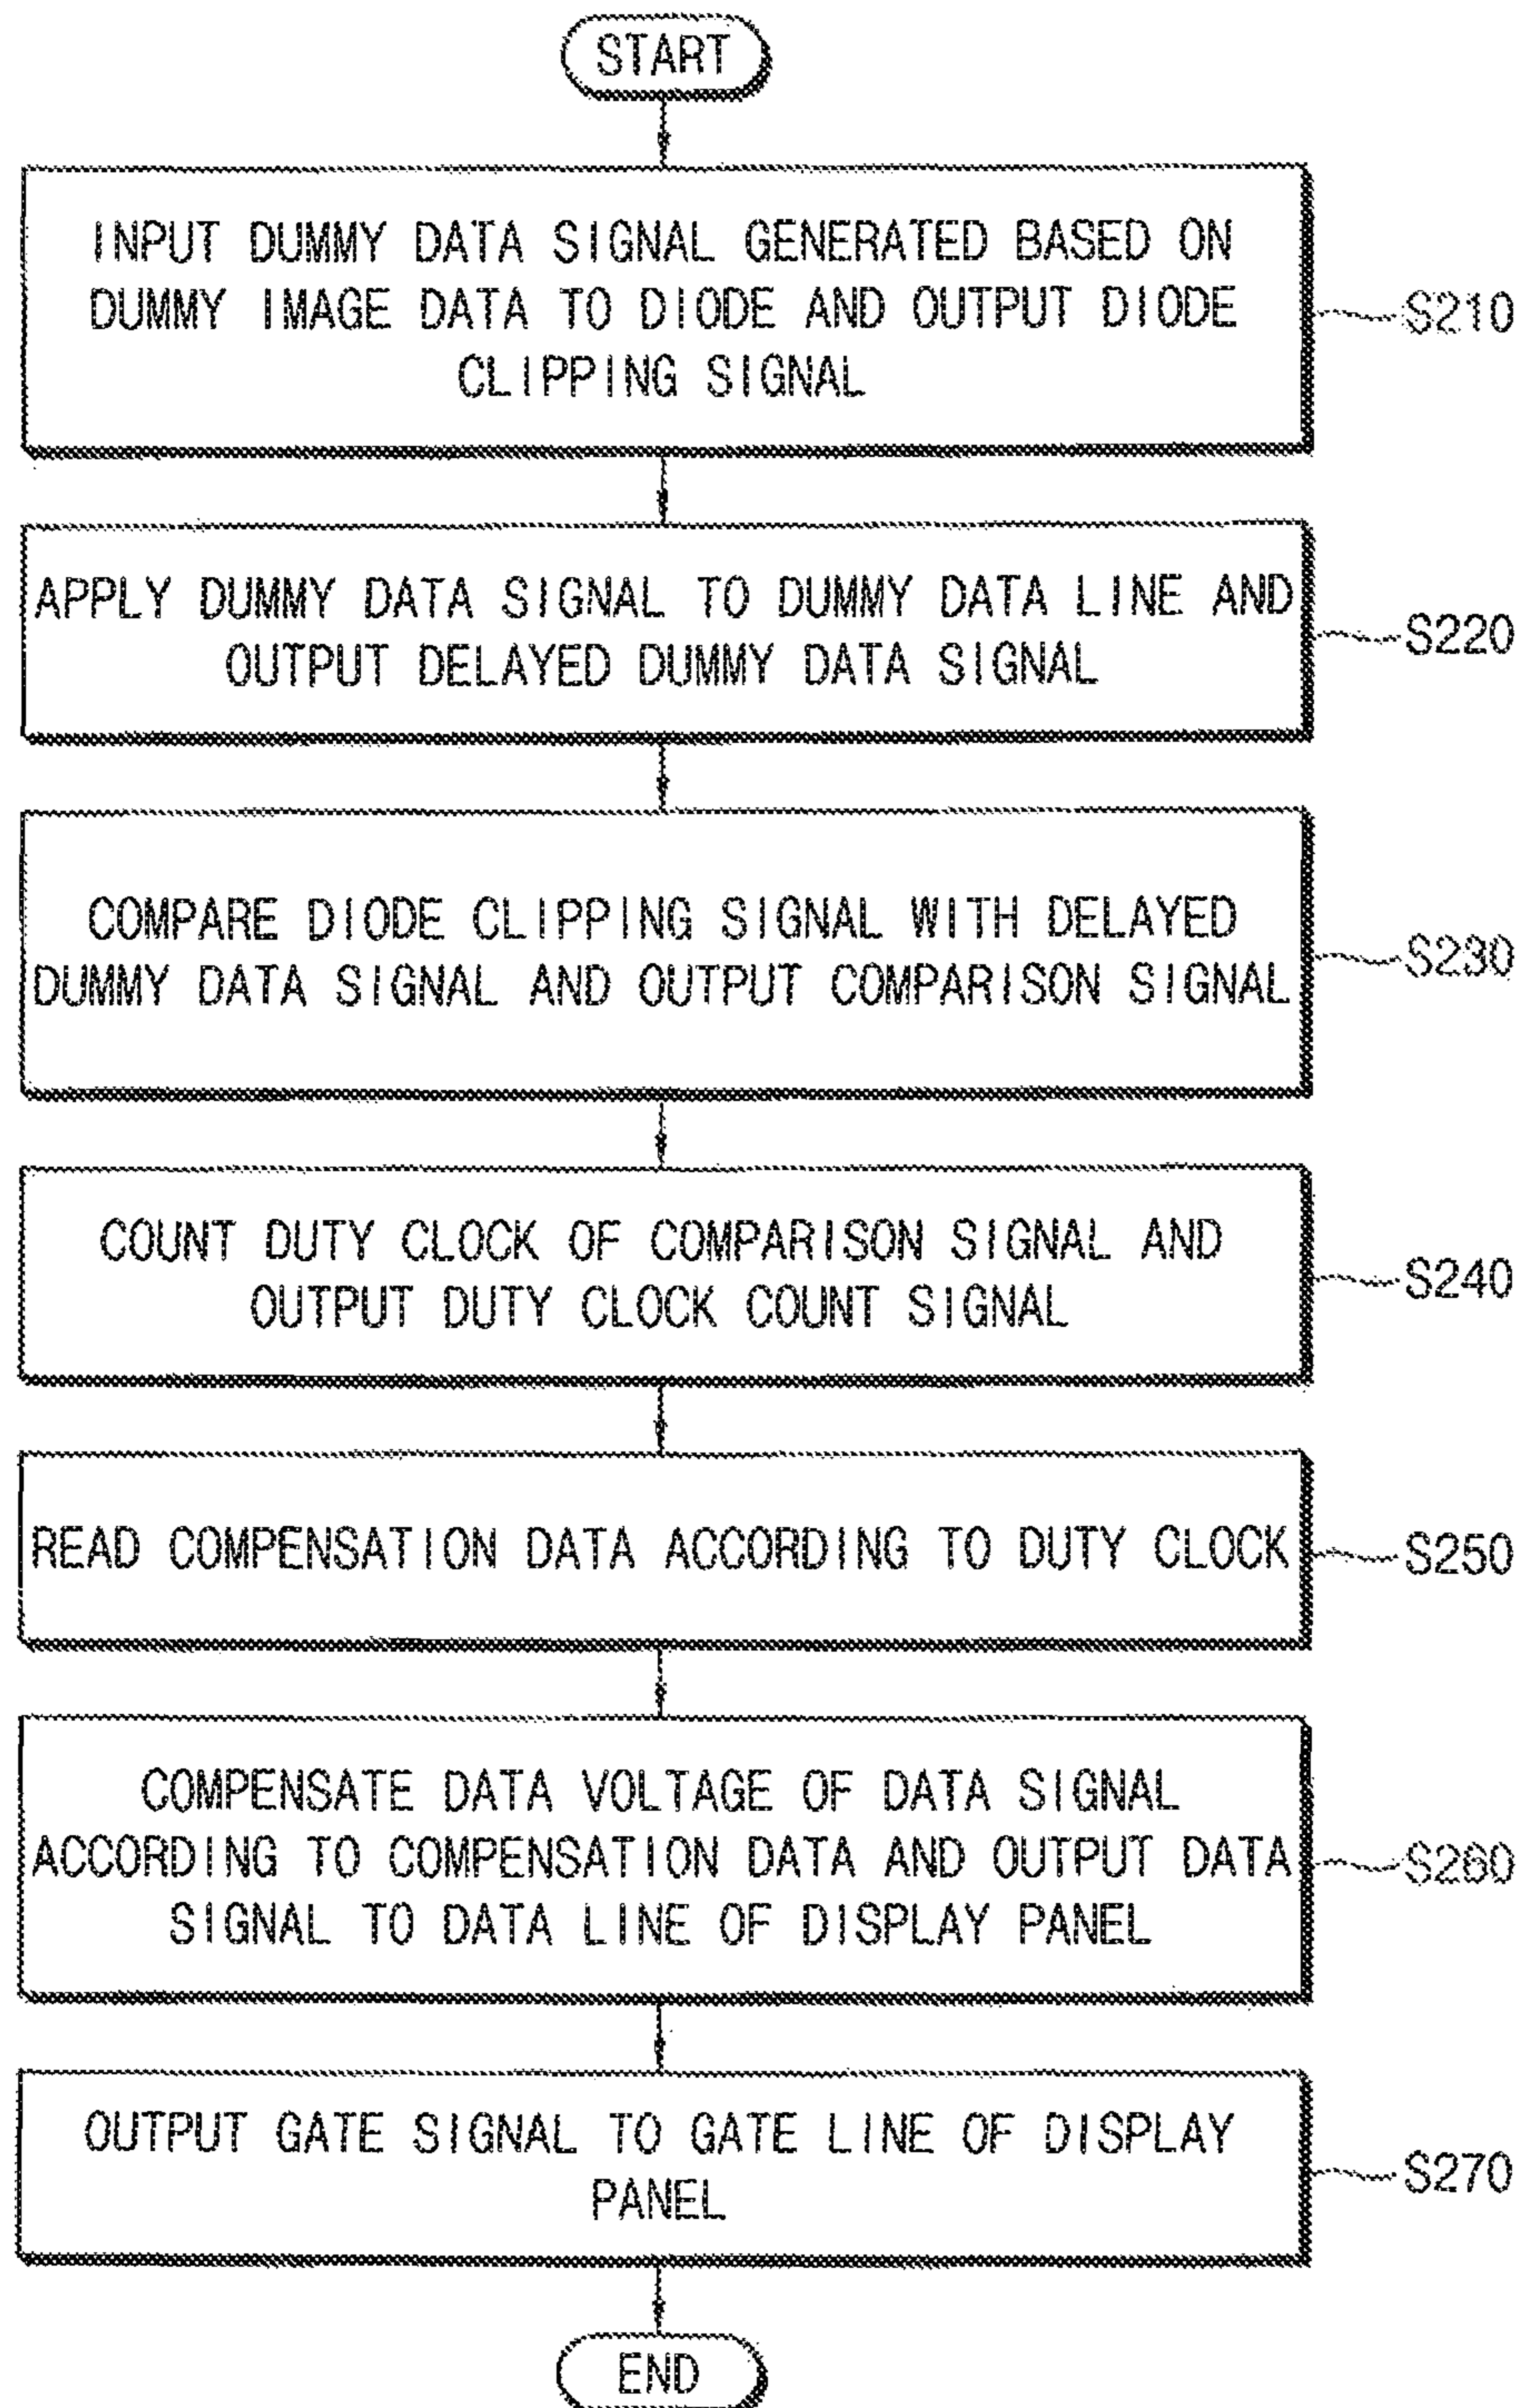 START
INPUT DUMMY DATA SIGNAL GENERATED BASED ON
DUMMY IMAGE DATA TO DIODE AND OUTPUT DIODE
CLIPPING SIGNAL
S210
APPLY DUMMY DATA SIGNAL TO DUMMY DATA LINE AND
OUTPUT DELAYED DUMMY DATA SIGNAL
S220
COMPARE DIODE CLIPPING SIGNAL WITH DELAYED
DUMMY DATA SIGNAL AND OUTPUT COMPARISON SIGNAL
S230
COUNT DUTY CLOCK OF COMPARISON SIGNAL AND
OUTPUT DUTY CLOCK COUNT SIGNAL
S240
READ COMPENSATION DATA ACCORDING TO DUTY CLOCK
S250
COMPENSATE DATA VOLTAGE OF DATA SIGNAL
ACCORDING TO COMPENSATION DATA AND OUTPUT DATA
SIGNAL TO DATA LINE OF DISPLAY PANEL
S260
OUTPUT GATE SIGNAL TO GATE LINE OF DISPLAY
PANEL
S270
END